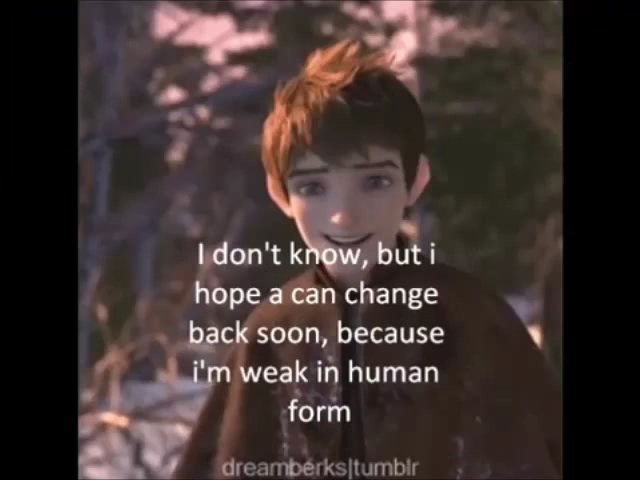 I don't know, but i
hope a can change
back soon, because
i'm weak in human
form
dreamberks|tumblr